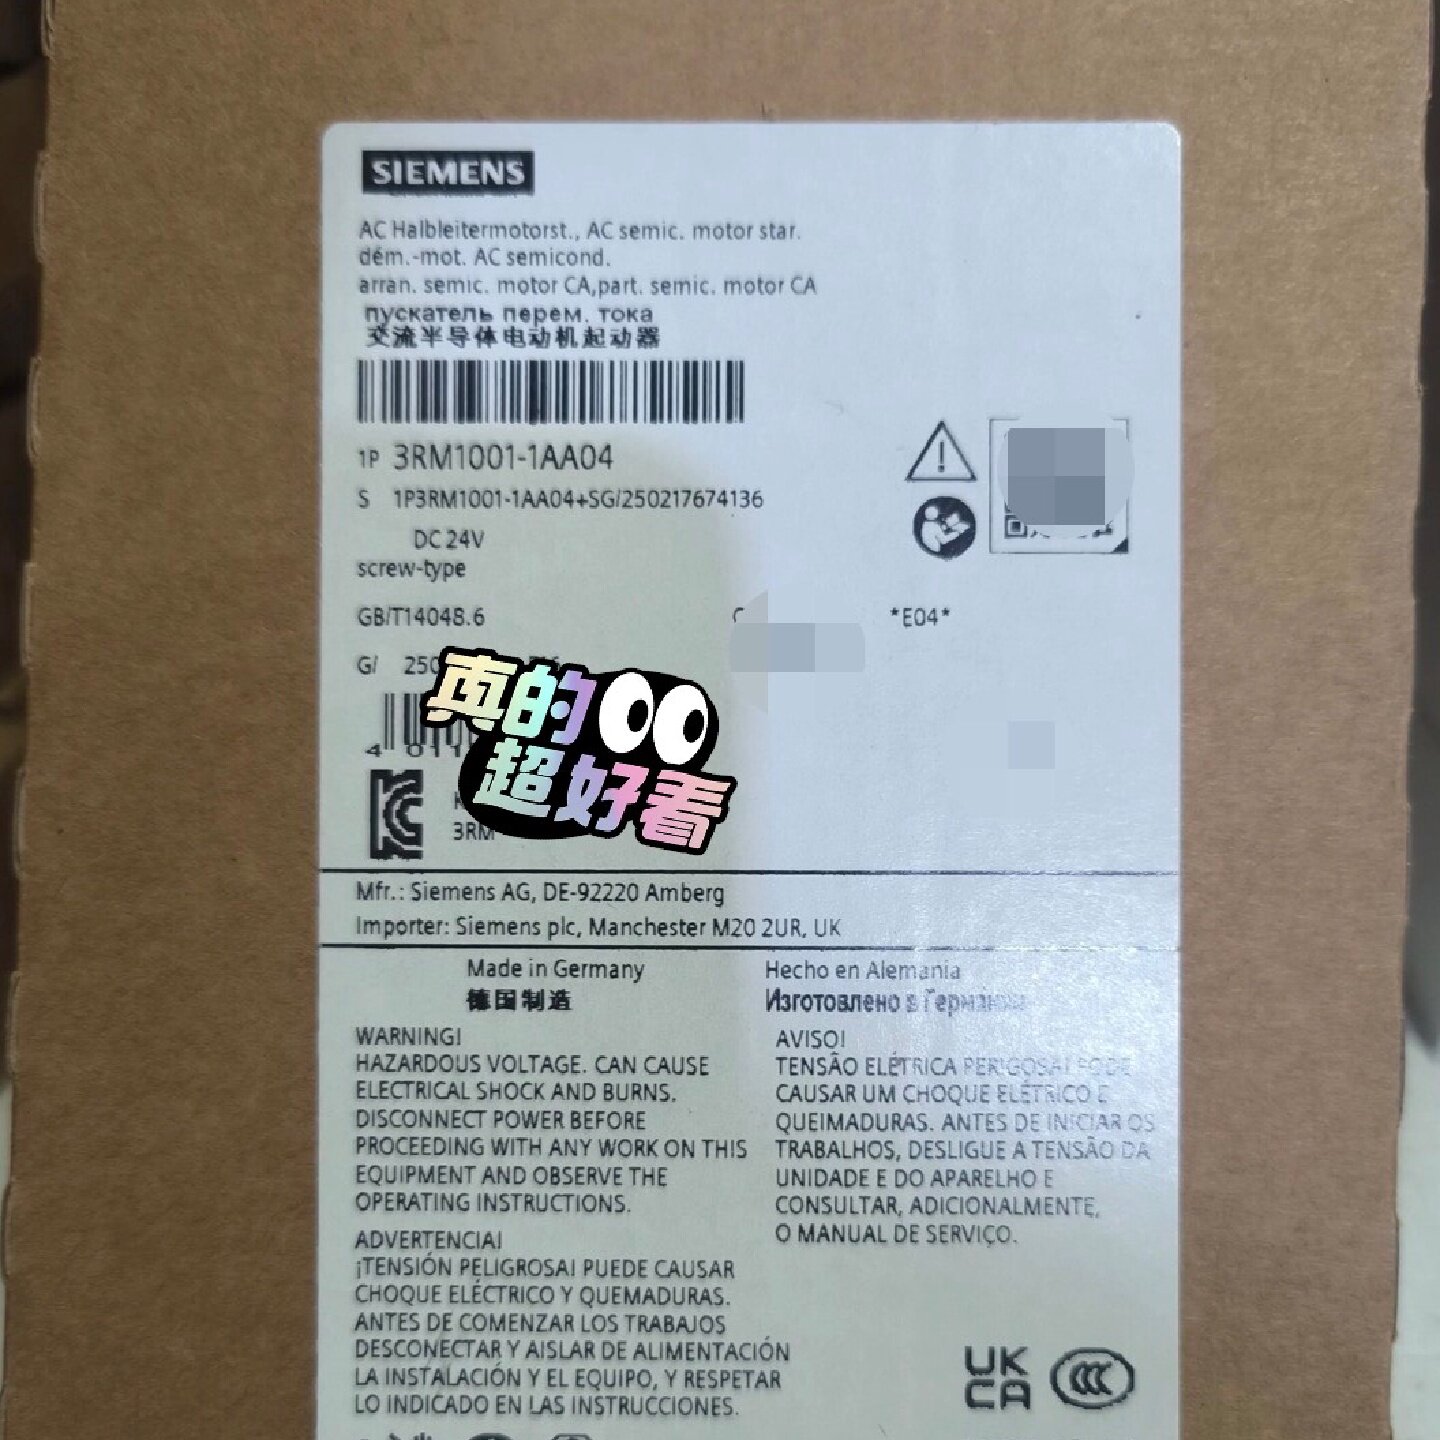 SIEMENS
AC Halbleitermotorst., AC semic. motor star.
dém.-mot. AC semicond.
arran. semic. motor CA,part. semic. motor CA
пускатель перем. тока
交流半导体电动机起动器
1P 3RM1001-1AA04
S 1P3RM1001-1AA04+SG/250217674136
DC 24V
screw-type
GB/T14048.6 *E04*
G/ 250
真的
超好看
3RM
Mfr.: Siemens AG, DE-92220 Amberg
Importer: Siemens plc, Manchester M20 2UR, UK
Made in Germany
德国制造
Hecho en Alemania
Изготовлено в Германии
WARNING!
HAZARDOUS VOLTAGE. CAN CAUSE
ELECTRICAL SHOCK AND BURNS.
DISCONNECT POWER BEFORE
PROCEEDING WITH ANY WORK ON THIS
EQUIPMENT AND OBSERVE THE
OPERATING INSTRUCTIONS.
AVISO!
TENSÃO ELÉTRICA PERIGOSA! PODE
CAUSAR UM CHOQUE ELÉTRICO E
QUEIMADURAS. ANTES DE INICIAR OS
TRABALHOS, DESLIGUE A TENSÃO DA
UNIDADE E DO APARELHO E
CONSULTAR, ADICIONALMENTE,
O MANUAL DE SERVIÇO.
ADVERTENCIA!
¡TENSIÓN PELIGROSA! PUEDE CAUSAR
CHOQUE ELÉCTRICO Y QUEMADURAS.
ANTES DE COMENZAR LOS TRABAJOS
DESCONECTAR Y AISLAR DE ALIMENTACIÓN
LA INSTALACIÓN Y EL EQUIPO, Y RESPETAR
LO INDICADO EN LAS INSTRUCCIONES.
UK
CA
CCC